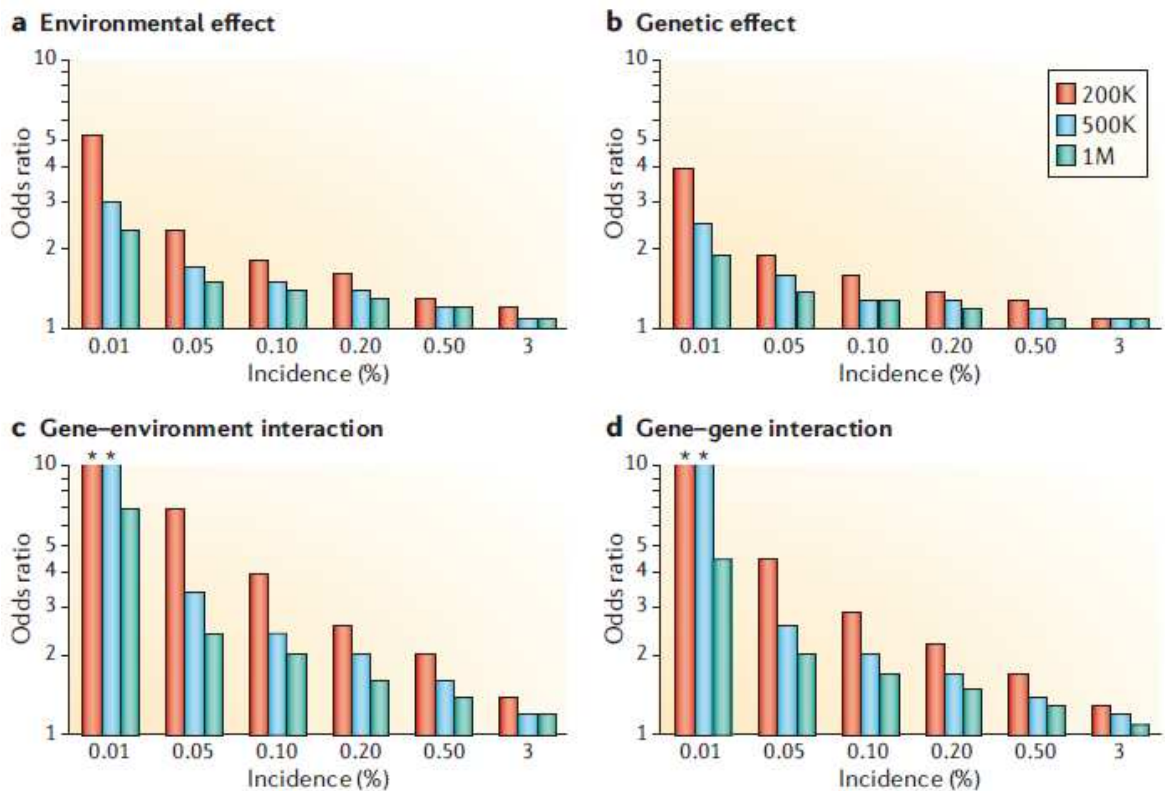 a Environmental effect
10
5
4
3
2
1
Odds ratio
0.01 0.05 0.10 0.20 0.50 3
Incidence (%)
b Genetic effect
10
5
4
3
2
1
Odds ratio
200K
500K
1M
0.01 0.05 0.10 0.20 0.50 3
Incidence (%)
c Gene–environment interaction
10
5
4
3
2
1
Odds ratio
* *
0.01 0.05 0.10 0.20 0.50 3
Incidence (%)
d Gene–gene interaction
10
5
4
3
2
1
Odds ratio
* *
0.01 0.05 0.10 0.20 0.50 3
Incidence (%)